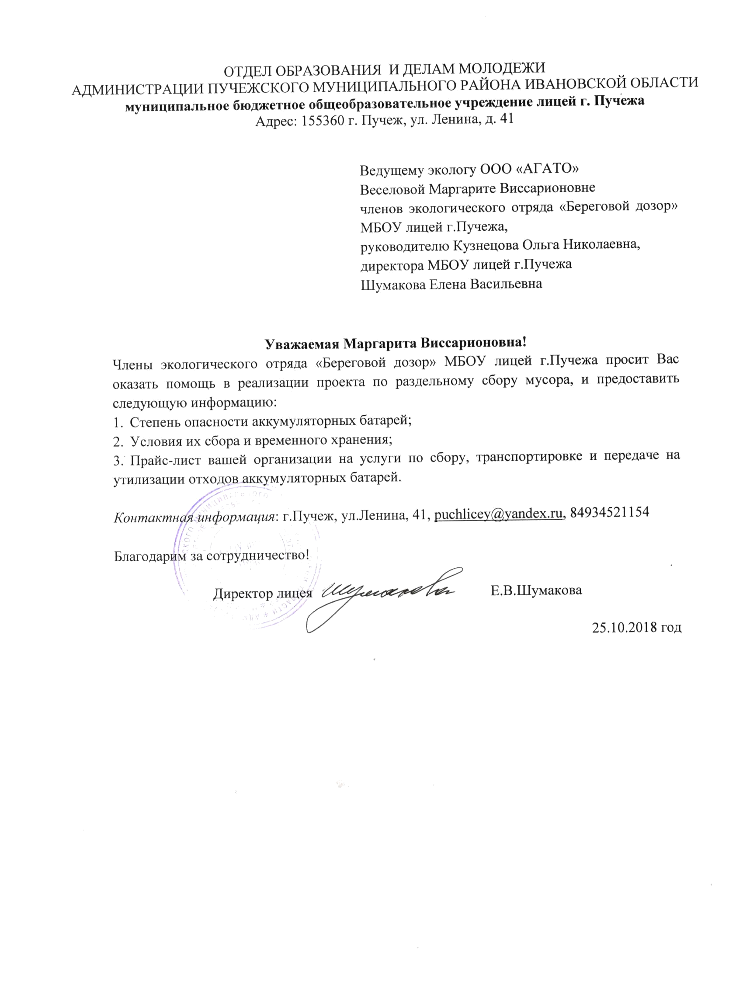 ОТДЕЛ ОБРАЗОВАНИЯ И ДЕЛАМ МОЛОДЕЖИ
АДМИНИСТРАЦИИ ПУЧЕЖСКОГО МУНИЦИПАЛЬНОГО РАЙОНА ИВАНОВСКОЙ ОБЛАСТИ
муниципальное бюджетное общеобразовательное учреждение лицей г. Пучежа
Адрес: 155360 г. Пучеж, ул. Ленина, д. 41
Ведущему экологу ООО «АГАТО»
Веселовой Маргарите Виссарионовне
членов экологического отряда «Береговой дозор»
МБОУ лицей г.Пучежа,
руководителю Кузнецова Ольга Николаевна,
директора МБОУ лицей г.Пучежа
Шумакова Елена Васильевна
Уважаемая Маргарита Виссарионовна!
Члены экологического отряда «Береговой дозор» МБОУ лицей г.Пучежа просит Вас
оказать помощь в реализации проекта по раздельному сбору мусора, и предоставить
следующую информацию:
1. Степень опасности аккумуляторных батарей;
2. Условия их сбора и временного хранения;
3. Прайс-лист вашей организации на услуги по сбору, транспортировке и передаче на
утилизации отходов аккумуляторных батарей.
Контактная информация: г.Пучеж, ул.Ленина, 41, puchlicey@yandex.ru, 84934521154
Благодарим за сотрудничество!
Директор лицея Шумакова Е.В.Шумакова
25.10.2018 год